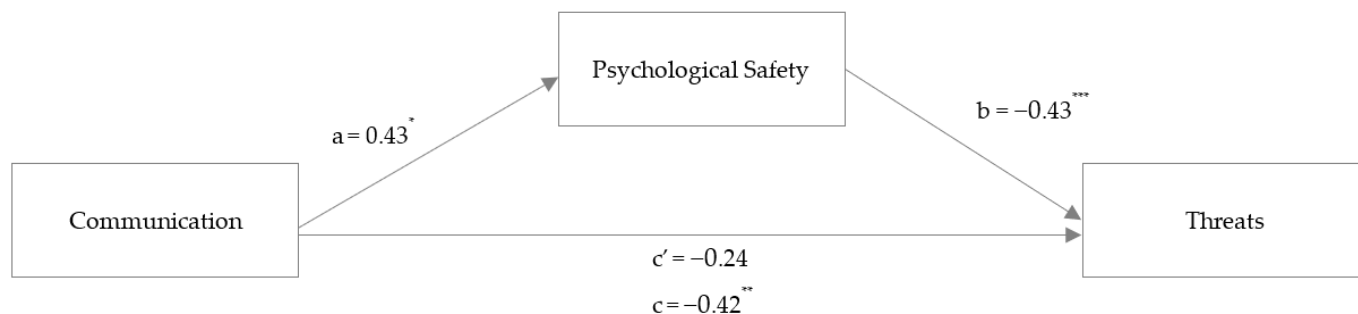 Psychological Safety
a = 0.43*
b = −0.43***
Communication
Threats
c’ = −0.24
c = −0.42**